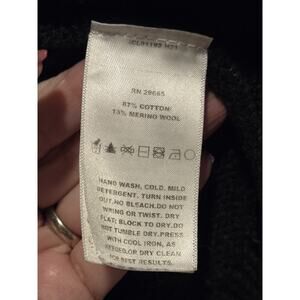 RN 29665
87% COTTON
13% MERINO WOOL
HAND WASH, COLD, MILD
DETERGENT. TURN INSIDE
OUT.NO BLEACH.DO NOT
WRING OR TWIST. DRY
FLAT; BLOCK TO DRY.DO
NOT TUMBLE DRY.PRESS
WITH COOL IRON, AS
NEEDED.OR DRY CLEAN
FOR BEST RESULTS.